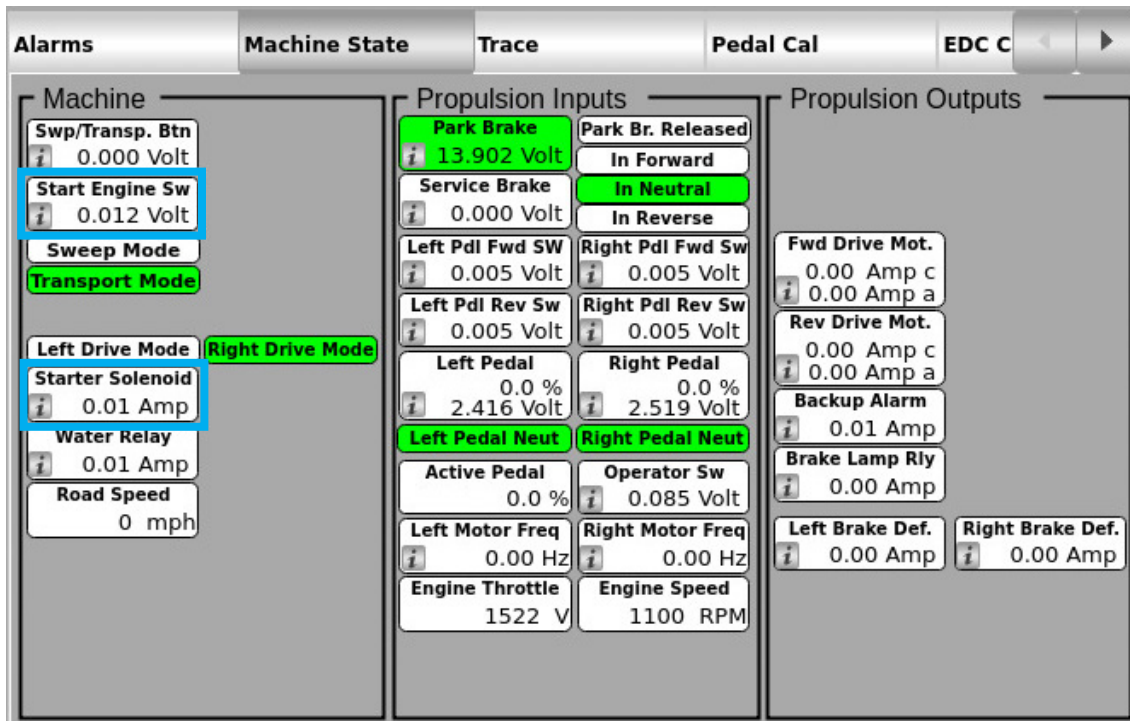 Alarms Machine State Trace Pedal Cal EDC C
Machine
Swp/Transp. Btn
i 0.000 Volt
Start Engine Sw
i 0.012 Volt
Sweep Mode
Transport Mode
Left Drive Mode Right Drive Mode
Starter Solenoid
i 0.01 Amp
Water Relay
i 0.01 Amp
Road Speed
0 mph
Propulsion Inputs
Park Brake Park Br. Released
i 13.902 Volt In Forward
Service Brake In Neutral
i 0.000 Volt In Reverse
Left Pdl Fwd SW Right Pdl Fwd Sw
i 0.005 Volt i 0.005 Volt
Left Pdl Rev Sw Right Pdl Rev Sw
i 0.005 Volt i 0.005 Volt
Left Pedal Right Pedal
0.0 % 0.0 %
i 2.416 Volt i 2.519 Volt
Left Pedal Neut Right Pedal Neut
Active Pedal Operator Sw
0.0 % i 0.085 Volt
Left Motor Freq Right Motor Freq
i 0.00 Hz i 0.00 Hz
Engine Throttle Engine Speed
1522 V 1100 RPM
Propulsion Outputs
Fwd Drive Mot.
0.00 Amp c
i 0.00 Amp a
Rev Drive Mot.
0.00 Amp c
i 0.00 Amp a
Backup Alarm
i 0.01 Amp
Brake Lamp Rly
i 0.00 Amp
Left Brake Def. Right Brake Def.
i 0.00 Amp i 0.00 Amp